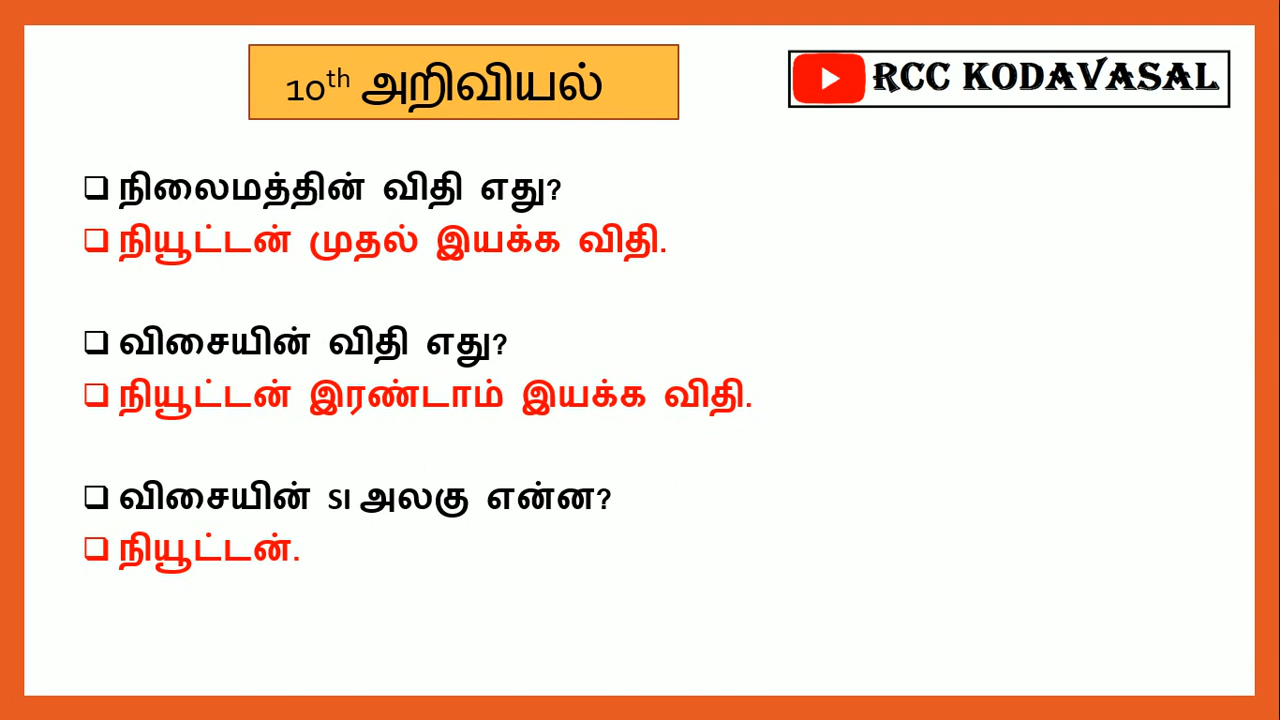 10th அறிவியல்
RCC KODAVASAL
நிலைமத்தின் விதி எது?
நியூட்டன் முதல் இயக்க விதி.
விசையின் விதி எது?
நியூட்டன் இரண்டாம் இயக்க விதி.
விசையின் SI அலகு என்ன?
நியூட்டன்.